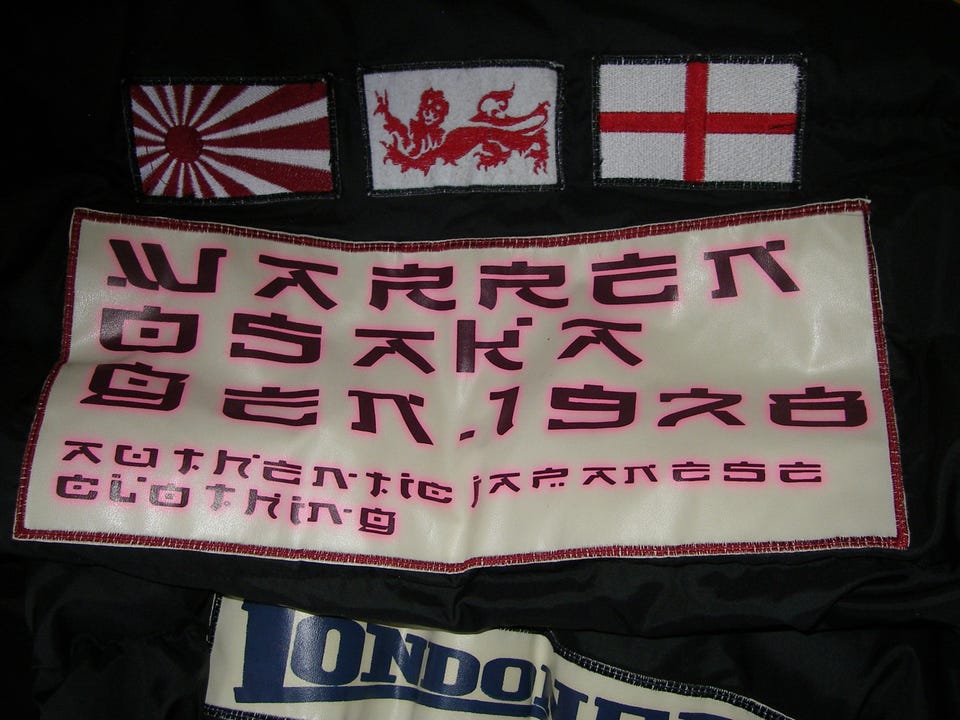 WARREN
OSAKA
GEN.1928
AUTHENTIC JAPANESE
CLOTHING